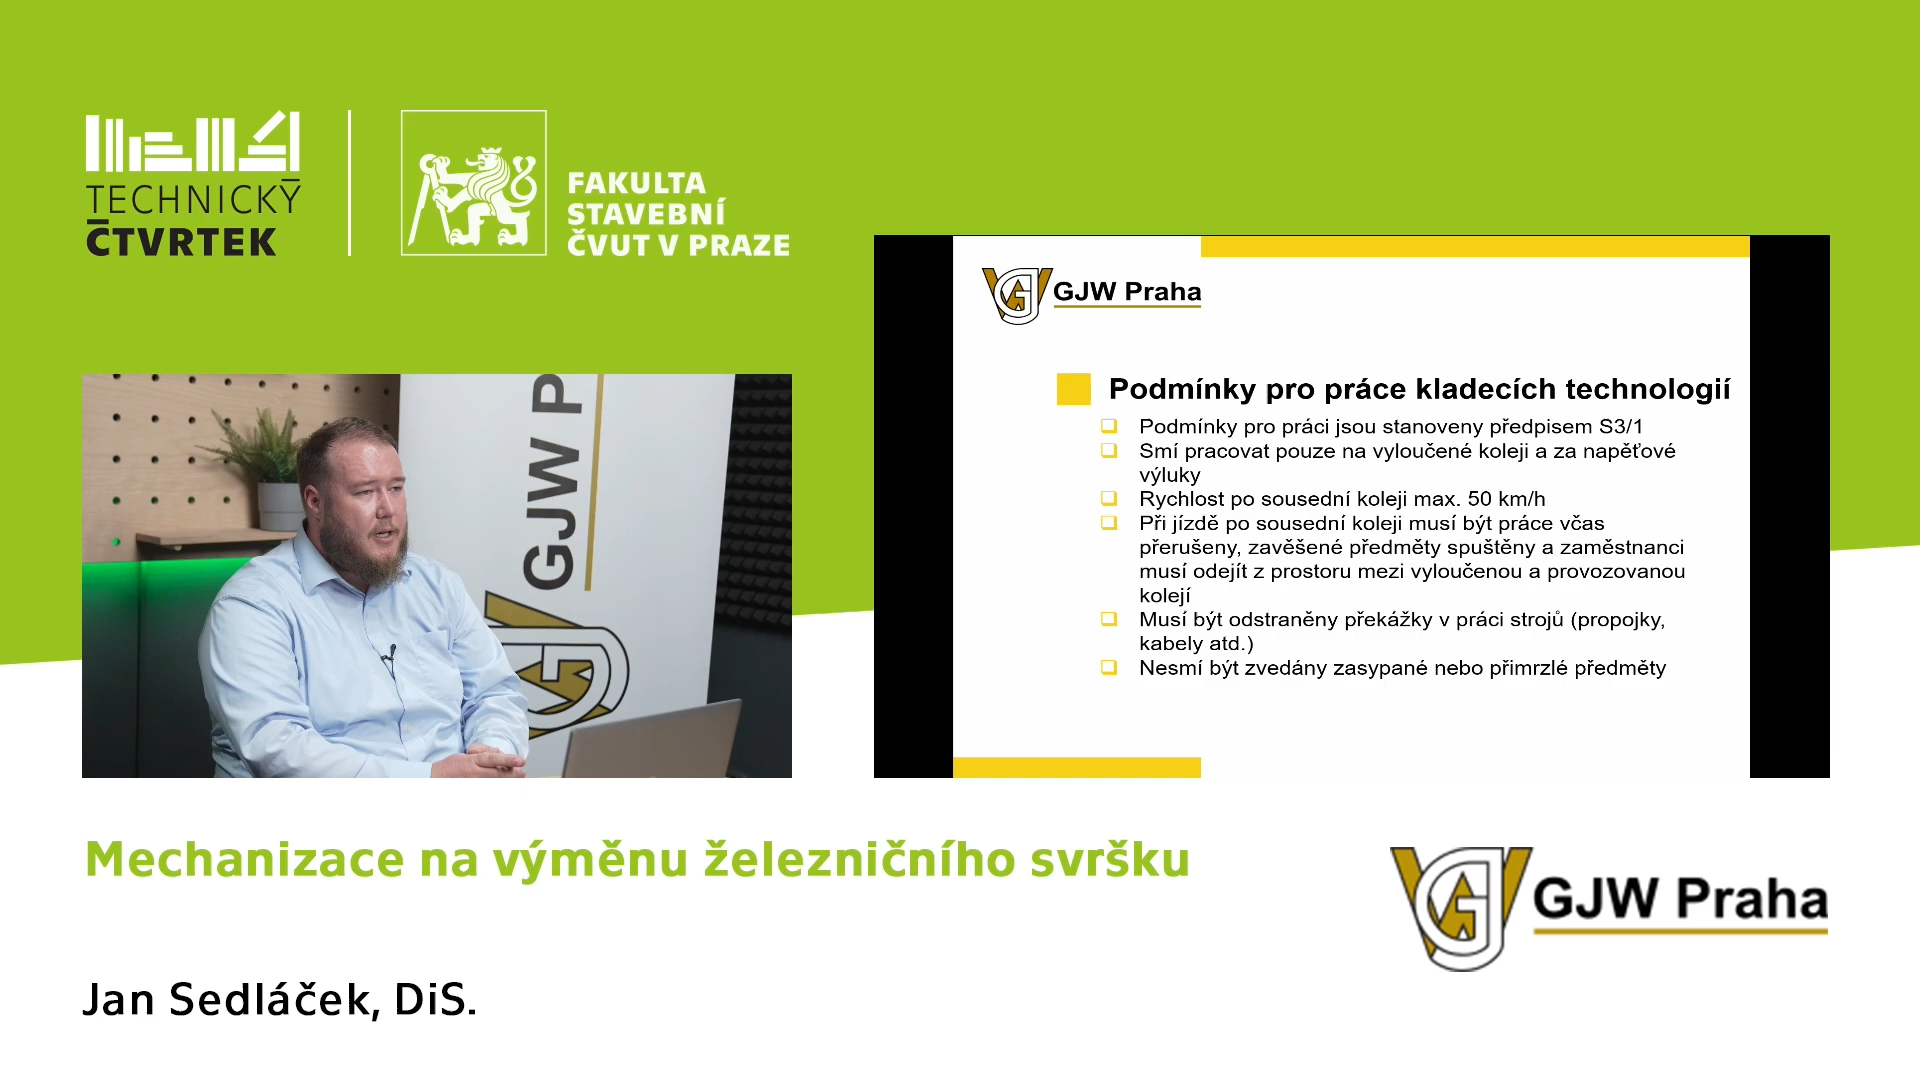 TECHNICKÝ
ČTVRTEK
FAKULTA
STAVEBNÍ
ČVUT V PRAZE
GJW Praha
Podmínky pro práce kladecích technologií
Podmínky pro práci jsou stanoveny předpisem S3/1
Smí pracovat pouze na vyloučené koleji a za napěťové
výluky
Rychlost po sousední koleji max. 50 km/h
Při jízdě po sousední koleji musí být práce včas
přerušeny, zavěšené předměty spuštěny a zaměstnanci
musí odejít z prostoru mezi vyloučenou a provozovanou
kolejí
Musí být odstraněny překážky v práci strojů (propojky,
kabely atd.)
Nesmí být zvedány zasypané nebo přimrzlé předměty
GJW P
Mechanizace na výměnu železničního svršku
GJW Praha
Jan Sedláček, DiS.